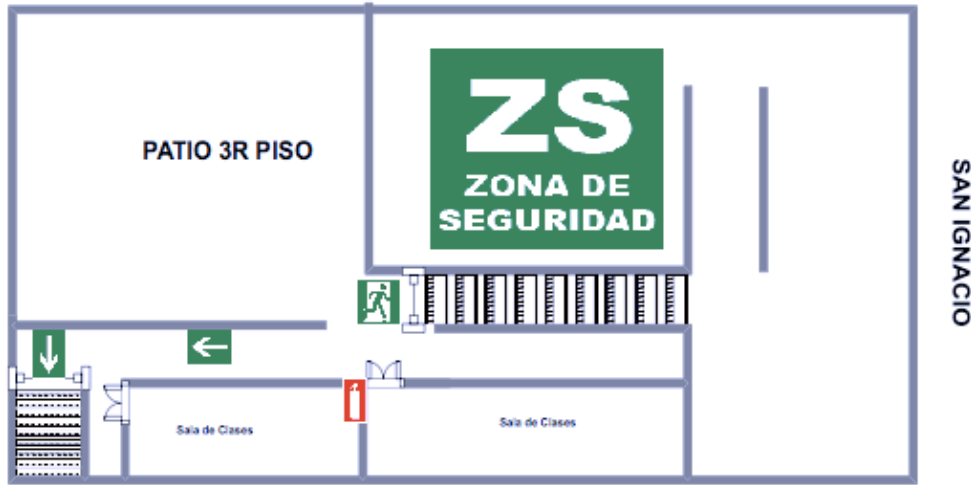 PATIO 3R PISO
ZS
ZONA DE
SEGURIDAD
SAN IGNACIO
Sala de Clases
Sala de Clases